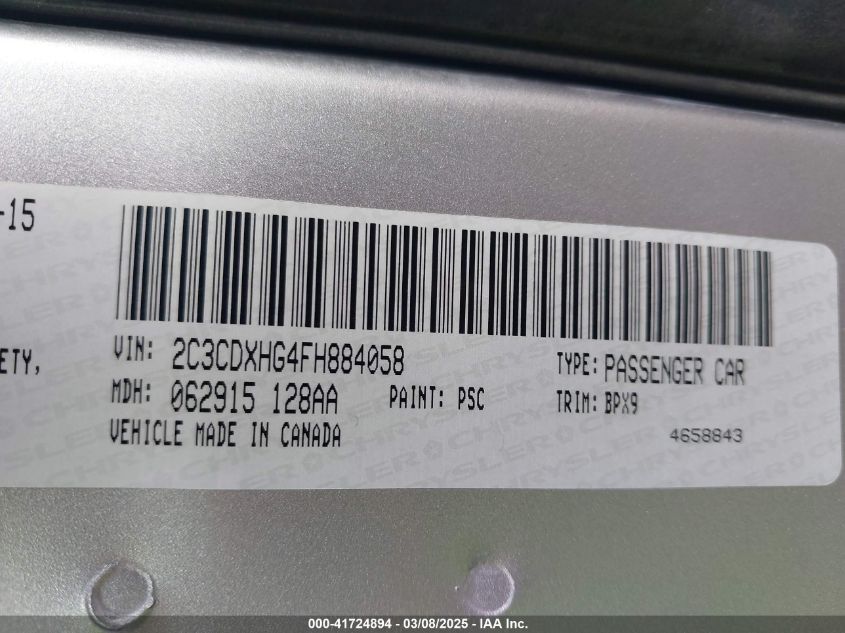 -15
ETY,
VIN: 2C3CDXHG4FH884058 TYPE: PASSENGER CAR
MDH: 062915 128AA PAINT: PSC TRIM: BPX9
VEHICLE MADE IN CANADA 4658843
CHRYSLER
000-41724894 - 03/08/2025 - IAA Inc.